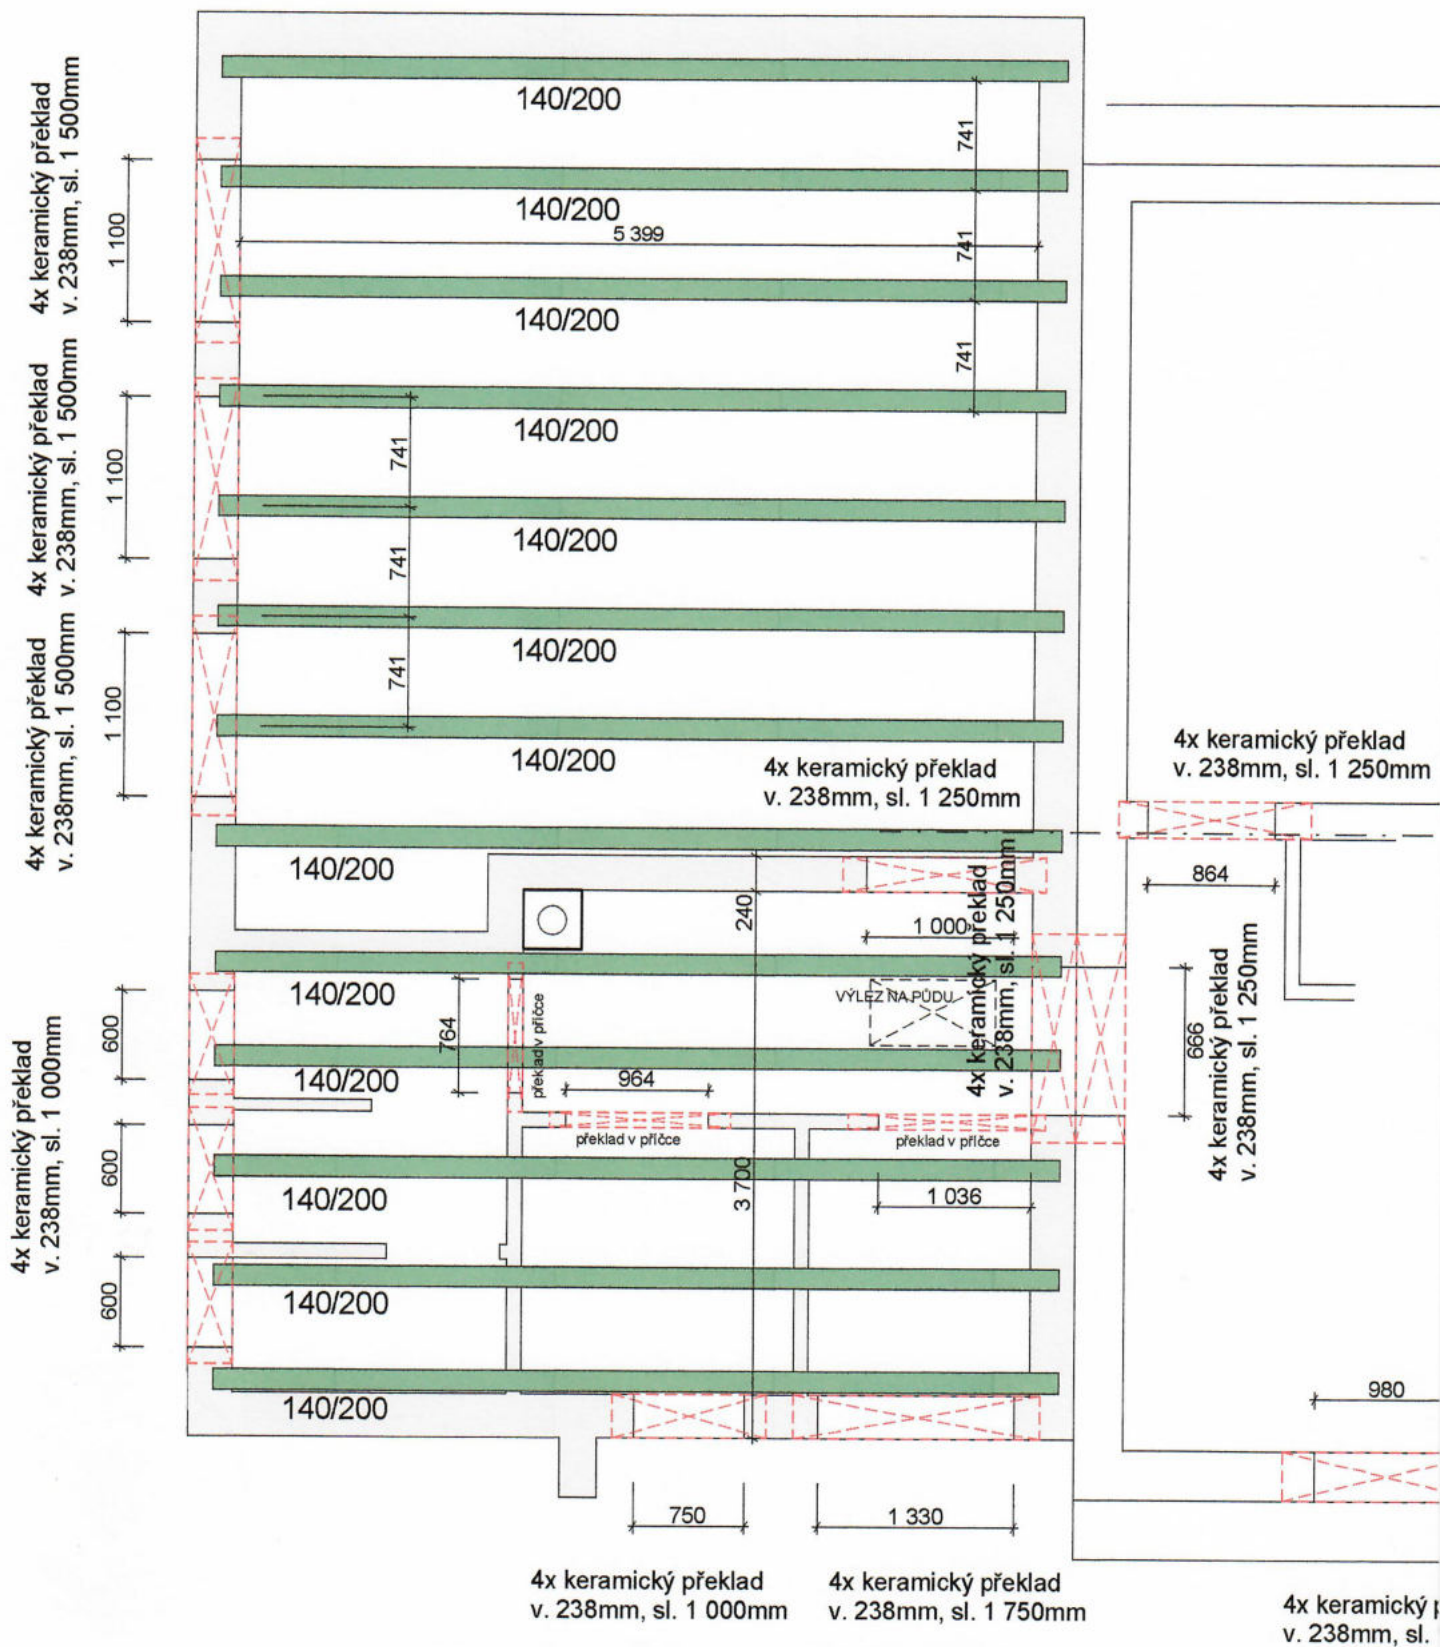 4x keramický překlad
v. 238mm, sl. 1 500mm
1 100
4x keramický překlad
v. 238mm, sl. 1 500mm
1 100
4x keramický překlad
v. 238mm, sl. 1 500mm
1 100
140/200
741
140/200
5 399
741
140/200
741
140/200
741
140/200
741
140/200
741
140/200
4x keramický překlad
v. 238mm, sl. 1 250mm
4x keramický překlad
v. 238mm, sl. 1 250mm
140/200
240
864
1 000
4x keramický překlad
v. 238mm, sl. 1 250mm
140/200
VÝLEZ NA PŮDU
764
překlad v příčce
666
4x keramický překlad
v. 238mm, sl. 1 250mm
4x keramický překlad
v. 238mm, sl. 1 000mm
600
140/200
964
překlad v příčce
překlad v příčce
600
140/200
3 700
1 036
600
140/200
980
140/200
750
1 330
4x keramický překlad
v. 238mm, sl. 1 000mm
4x keramický překlad
v. 238mm, sl. 1 750mm
4x keramický
v. 238mm, sl.